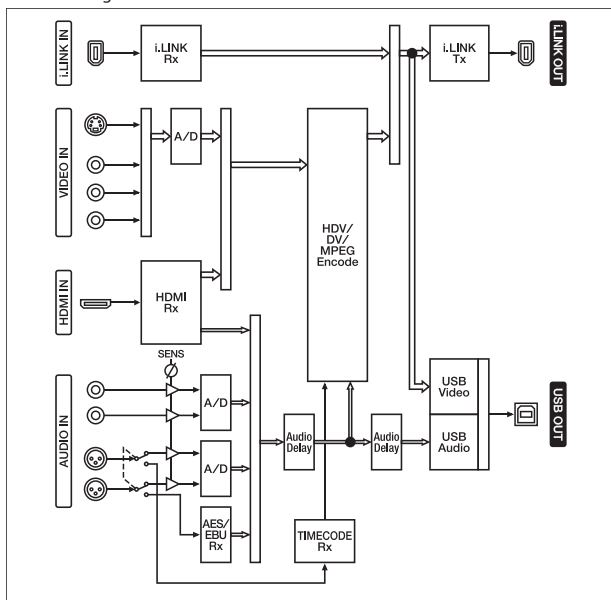 i.LINK IN
i.LINK
Rx
i.LINK
Tx
i.LINK OUT
VIDEO IN
A/D
HDV/
DV/
MPEG
Encode
HDMI IN
HDMI
Rx
SENS
AUDIO IN
A/D
A/D
AES/
EBU
Rx
Audio
Delay
Audio
Delay
TIMECODE
Rx
USB
Video
USB
Audio
USB OUT